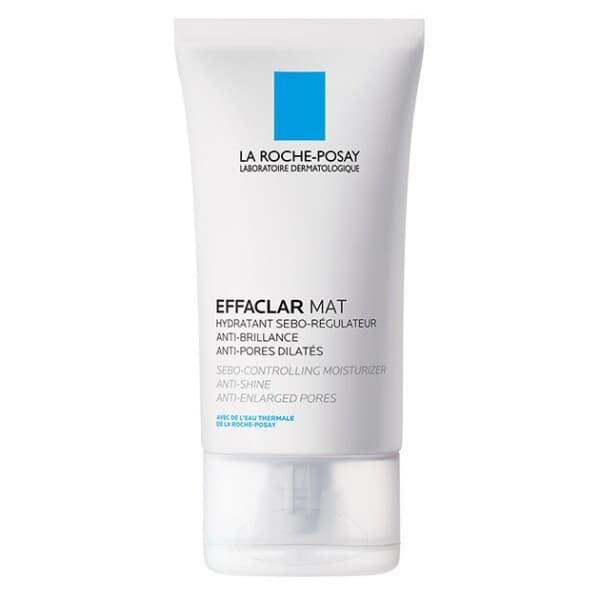 LA ROCHE-POSAY
LABORATOIRE DERMATOLOGIQUE
EFFACLAR MAT
HYDRATANT SEBO-RÉGULATEUR
ANTI-BRILLANCE
ANTI-PORES DILATÉS
SEBO-CONTROLLING MOISTURIZER
ANTI-SHINE
ANTI-ENLARGED PORES
AVEC DE L'EAU THERMALE
DE LA ROCHE-POSAY